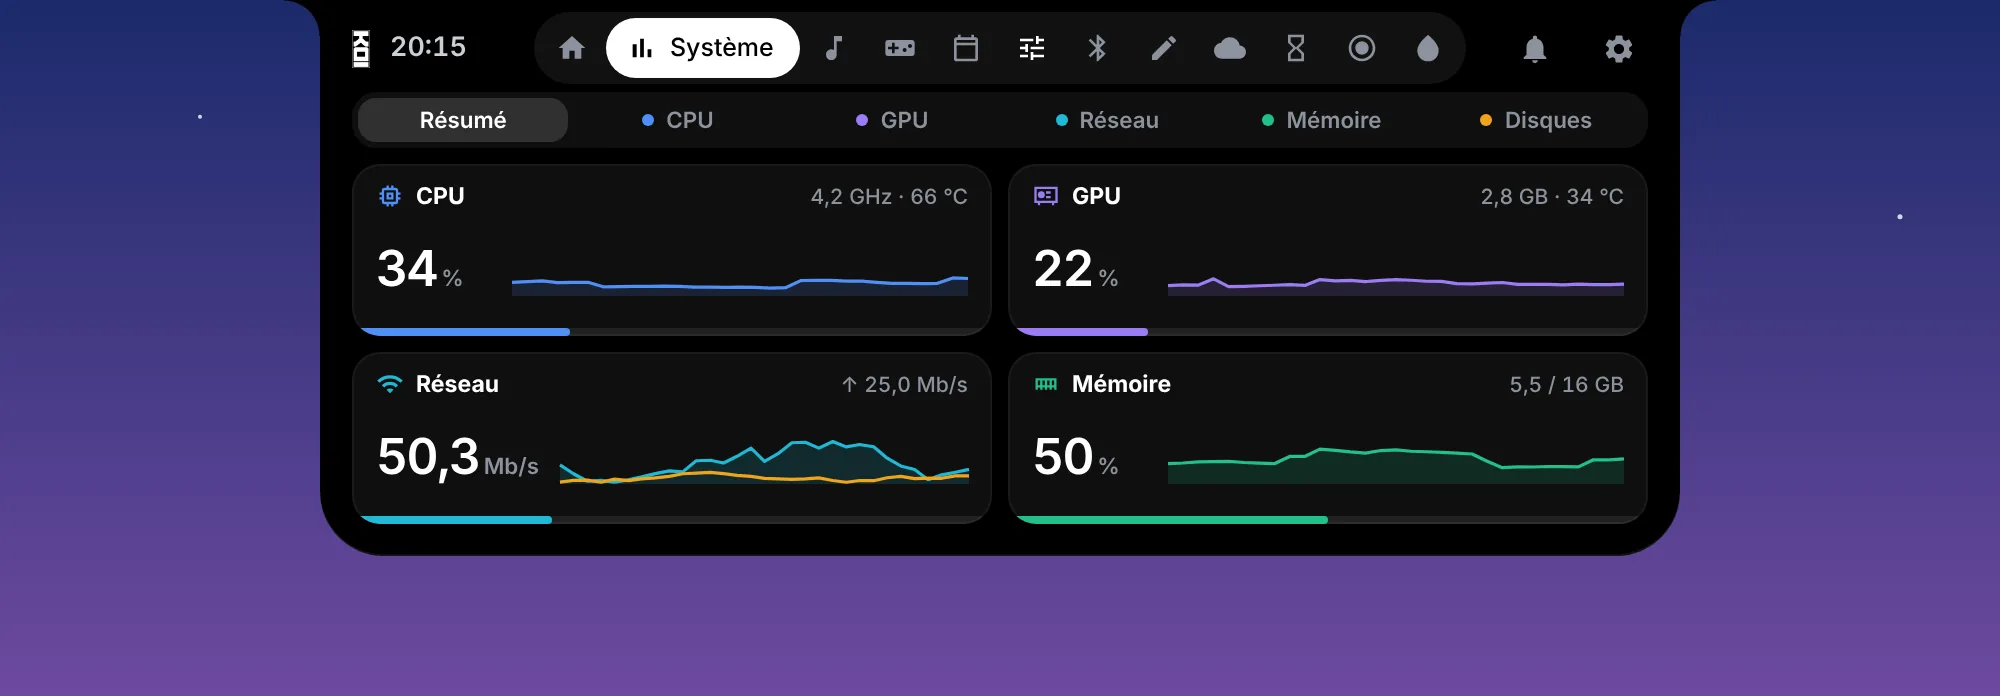 20:15 Système
Résumé CPU GPU Réseau Mémoire Disques
CPU 4,2 GHz · 66 °C
34 %
GPU 2,8 GB · 34 °C
22 %
Réseau ↑ 25,0 Mb/s
50,3 Mb/s
Mémoire 5,5 / 16 GB
50 %